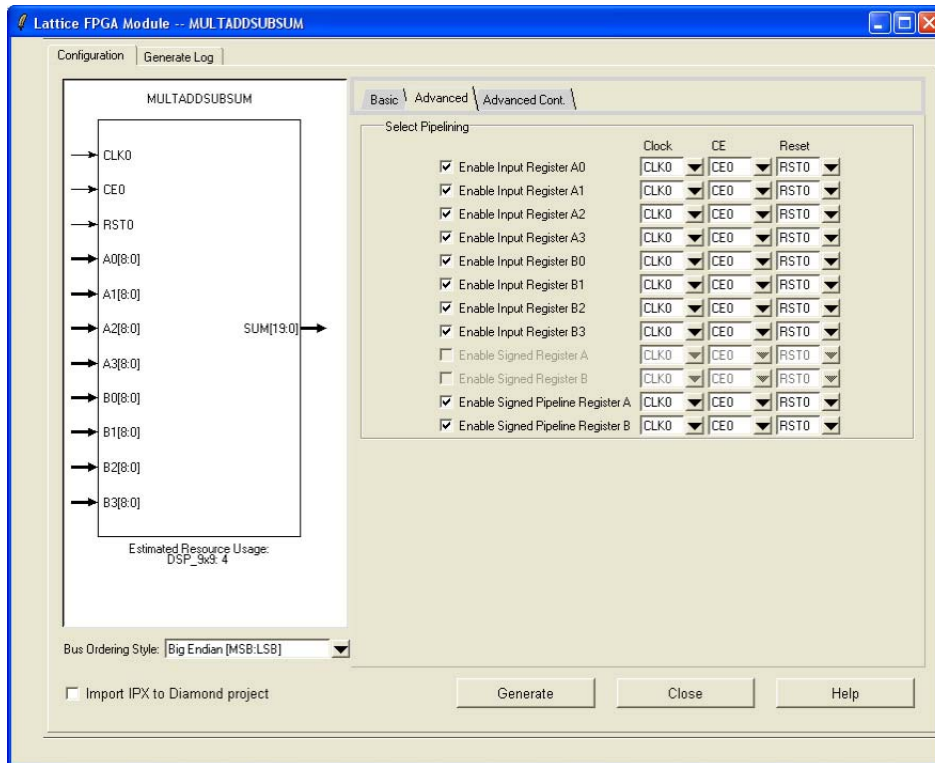 Lattice FPGA Module -- MULTADDSUBSUM
Configuration
Generate Log
MULTADDSUBSUM
CLK0
CE0
RST0
A0[8:0]
A1[8:0]
A2[8:0]
SUM[19:0]
A3[8:0]
B0[8:0]
B1[8:0]
B2[8:0]
B3[8:0]
Estimated Resource Usage:
DSP_9x9: 4
Bus Ordering Style: Big Endian [MSB:LSB]
Basic Advanced Advanced Cont.
Select Pipelining
Clock CE Reset
Enable Input Register A0 CLK0 CE0 RST0
Enable Input Register A1 CLK0 CE0 RST0
Enable Input Register A2 CLK0 CE0 RST0
Enable Input Register A3 CLK0 CE0 RST0
Enable Input Register B0 CLK0 CE0 RST0
Enable Input Register B1 CLK0 CE0 RST0
Enable Input Register B2 CLK0 CE0 RST0
Enable Input Register B3 CLK0 CE0 RST0
Enable Signed Register A CLK0 CE0 RST0
Enable Signed Register B CLK0 CE0 RST0
Enable Signed Pipeline Register A CLK0 CE0 RST0
Enable Signed Pipeline Register B CLK0 CE0 RST0
Import IPX to Diamond project
Generate
Close
Help